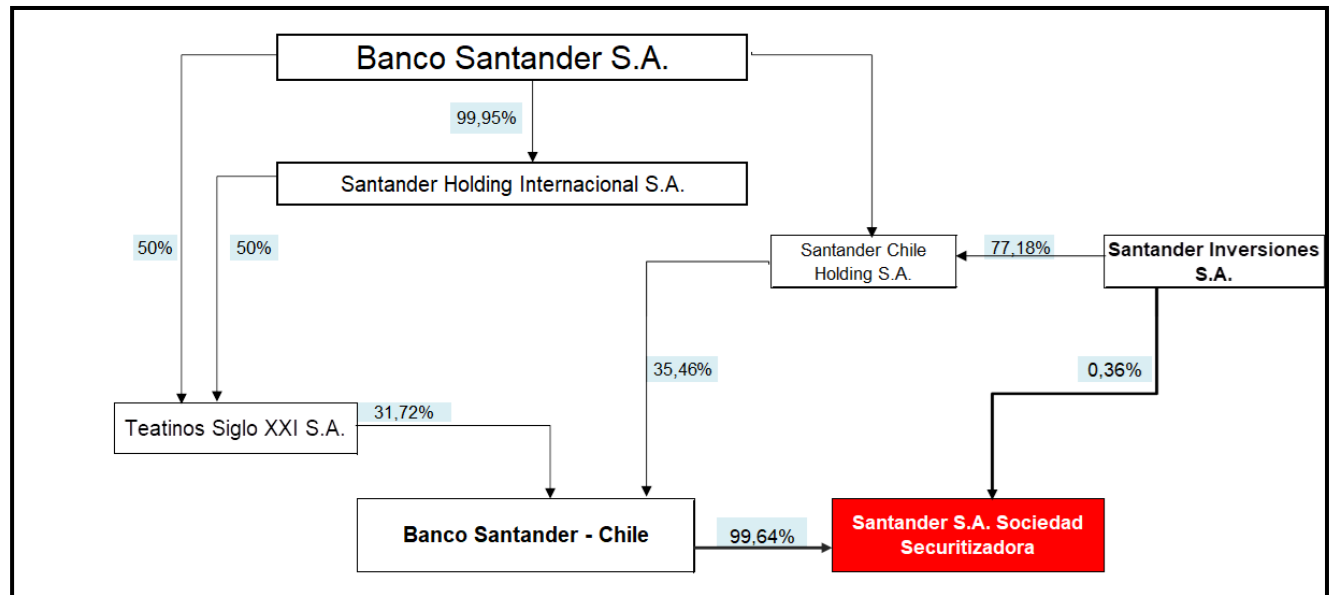 Banco Santander S.A.
99,95%
Santander Holding Internacional S.A.
50%
50%
Santander Chile
Holding S.A.
77,18%
Santander Inversiones
S.A.
35,46%
0,36%
Teatinos Siglo XXI S.A.
31,72%
Banco Santander - Chile
99,64%
Santander S.A. Sociedad
Securitizadora